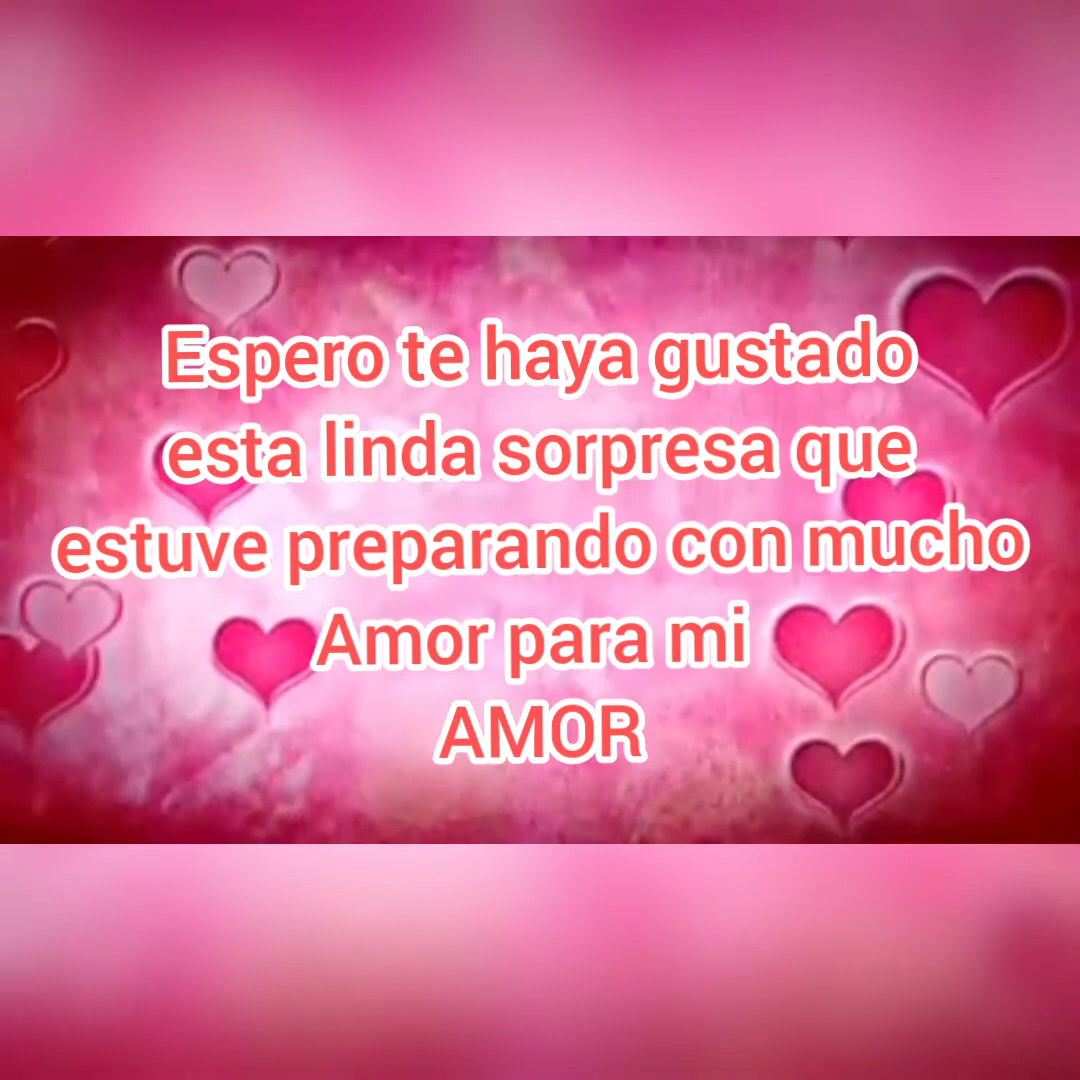 Espero te haya gustado
esta linda sorpresa que
estuve preparando con mucho
Amor para mi
AMOR